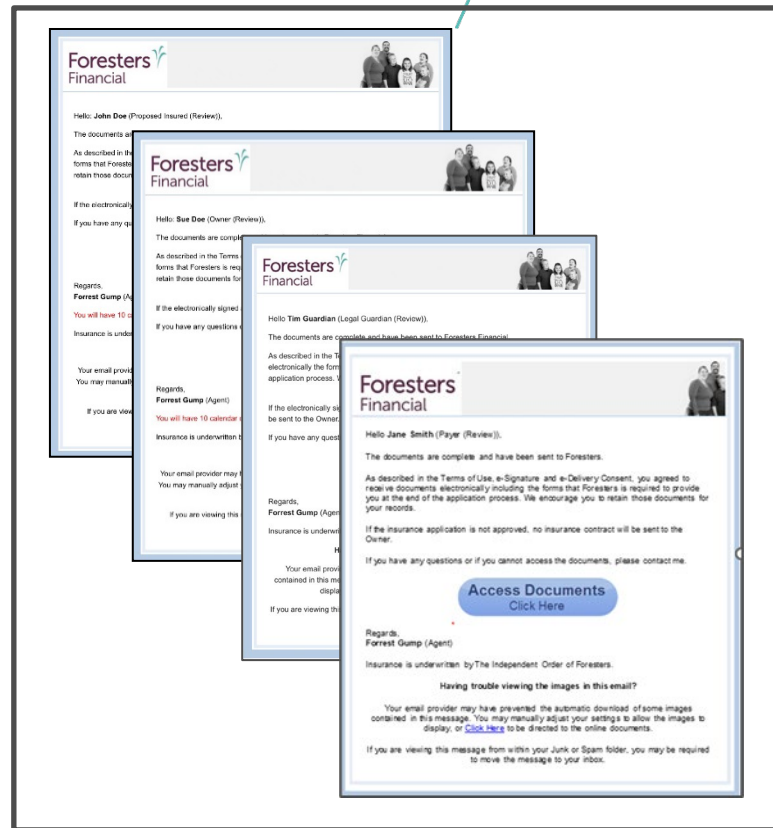 Foresters
Financial
Hello: John Doe (Proposed Insured (Review)),
The documents are
As described in the
forms that Foreste
retain those docum
If the electronically
If you have any qu
Regards,
Forrest Gump (A
You will have 10 c
Insurance is under
Your email provid
You may manually
If you are view
Foresters
Financial
Hello: Sue Doe (Owner (Review)),
The documents are comple
As described in the Terms
forms that Foresters is req
retain those documents for
If the electronically signed
If you have any questions
Regards,
Forrest Gump (Agent)
You will have 10 calendar
Insurance is underwritten b
Your email provider may
You may manually adjust
If you are viewing this
Foresters
Financial
Hello Tim Guardian (Legal Guardian (Review)).
The documents are complete and have been sent to Foresters Financial
As described in the Te
electronically the form
application process. W
If the electronically sig
be sent to the Owner.
If you have any quest
Regards,
Forrest Gump (Agen
Insurance is underwri
H
Your email provi
contained in this me
displa
If you are viewing thi
Foresters
Financial
Hello Jane Smith (Payer (Review)),
The documents are complete and have been sent to Foresters.
As described in the Terms of Use, e-Signature and e-Delivery Consent, you agreed to
receive documents electronically including the forms that Foresters is required to provide
you at the end of the application process. We encourage you to retain those documents for
your records.
If the insurance application is not approved, no insurance contract will be sent to the
Owner.
If you have any questions or if you cannot access the documents, please contact me.
Access Documents
Click Here
Regards,
Forrest Gump (Agent)
Insurance is underwritten by The Independent Order of Foresters.
Having trouble viewing the images in this email?
Your email provider may have prevented the automatic download of some images
contained in this message. You may manually adjust your settings to allow the images to
display, or Click Here to be directed to the online documents.
If you are viewing this message from within your Junk or Spam folder, you may be required
to move the message to your inbox.